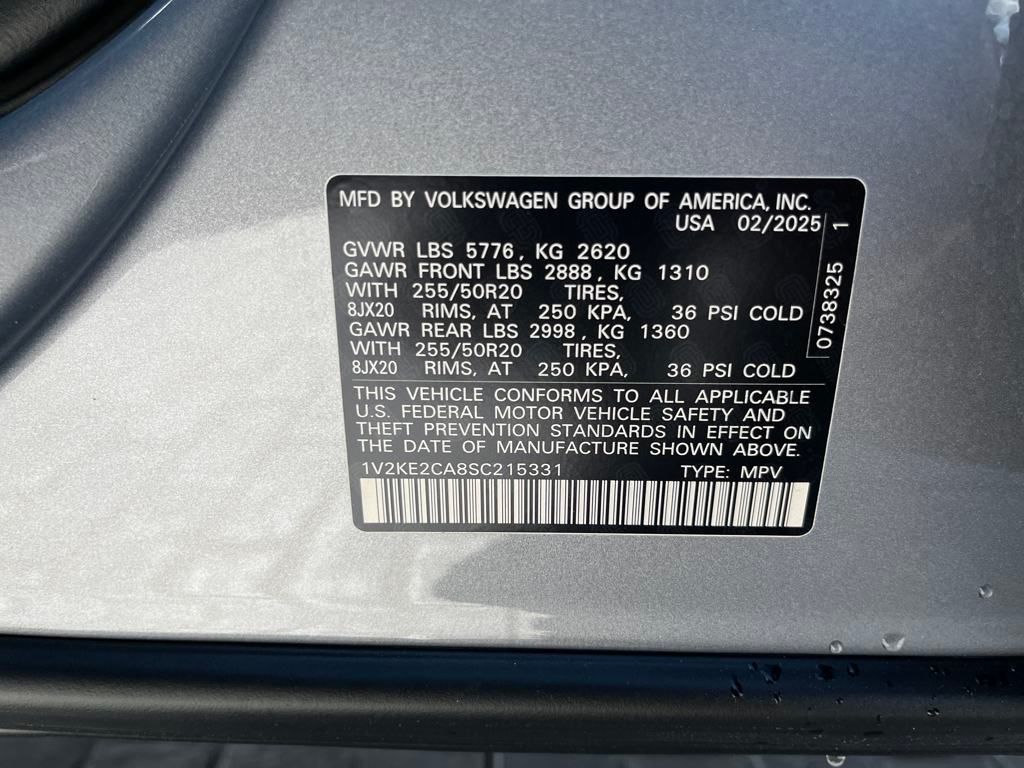 MFD BY VOLKSWAGEN GROUP OF AMERICA, INC.
USA 02/2025
GVWR LBS 5776, KG 2620
GAWR FRONT LBS 2888, KG 1310
WITH 255/50R20 TIRES,
8JX20 RIMS, AT 250 KPA, 36 PSI COLD
GAWR REAR LBS 2998, KG 1360
WITH 255/50R20 TIRES,
8JX20 RIMS, AT 250 KPA, 36 PSI COLD
THIS VEHICLE CONFORMS TO ALL APPLICABLE
U.S. FEDERAL MOTOR VEHICLE SAFETY AND
THEFT PREVENTION STANDARDS IN EFFECT ON
THE DATE OF MANUFACTURE SHOWN ABOVE.
1V2KE2CA8SC215331 TYPE: MPV
0738325 1